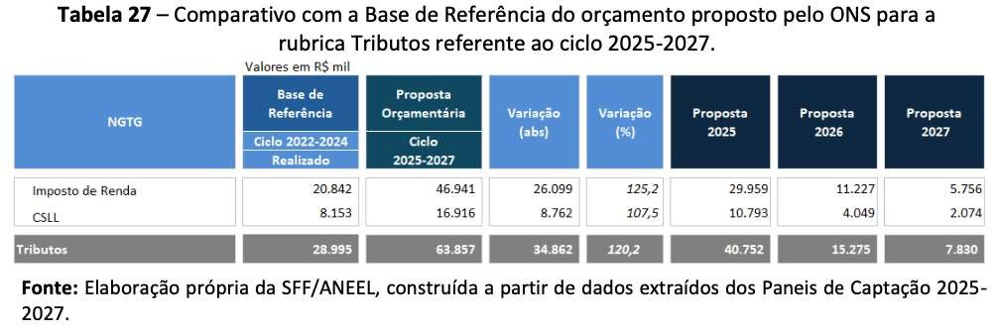 Tabela 27 – Comparativo com a Base de Referência do orçamento proposto pelo ONS para a
rubrica Tributos referente ao ciclo 2025-2027.
Valores em R$ mil
NGTG Base de Referência Ciclo 2022-2024 Realizado Proposta Orçamentária Ciclo 2025-2027 Variação (abs) Variação (%) Proposta 2025 Proposta 2026 Proposta 2027
Imposto de Renda 20.842 46.941 26.099 125,2 29.959 11.227 5.756
CSLL 8.153 16.916 8.762 107,5 10.793 4.049 2.074
Tributos 28.995 63.857 34.862 120,2 40.752 15.275 7.830
Fonte: Elaboração própria da SFF/ANEEL, construída a partir de dados extraídos dos Paneis de Captação 2025-
2027.